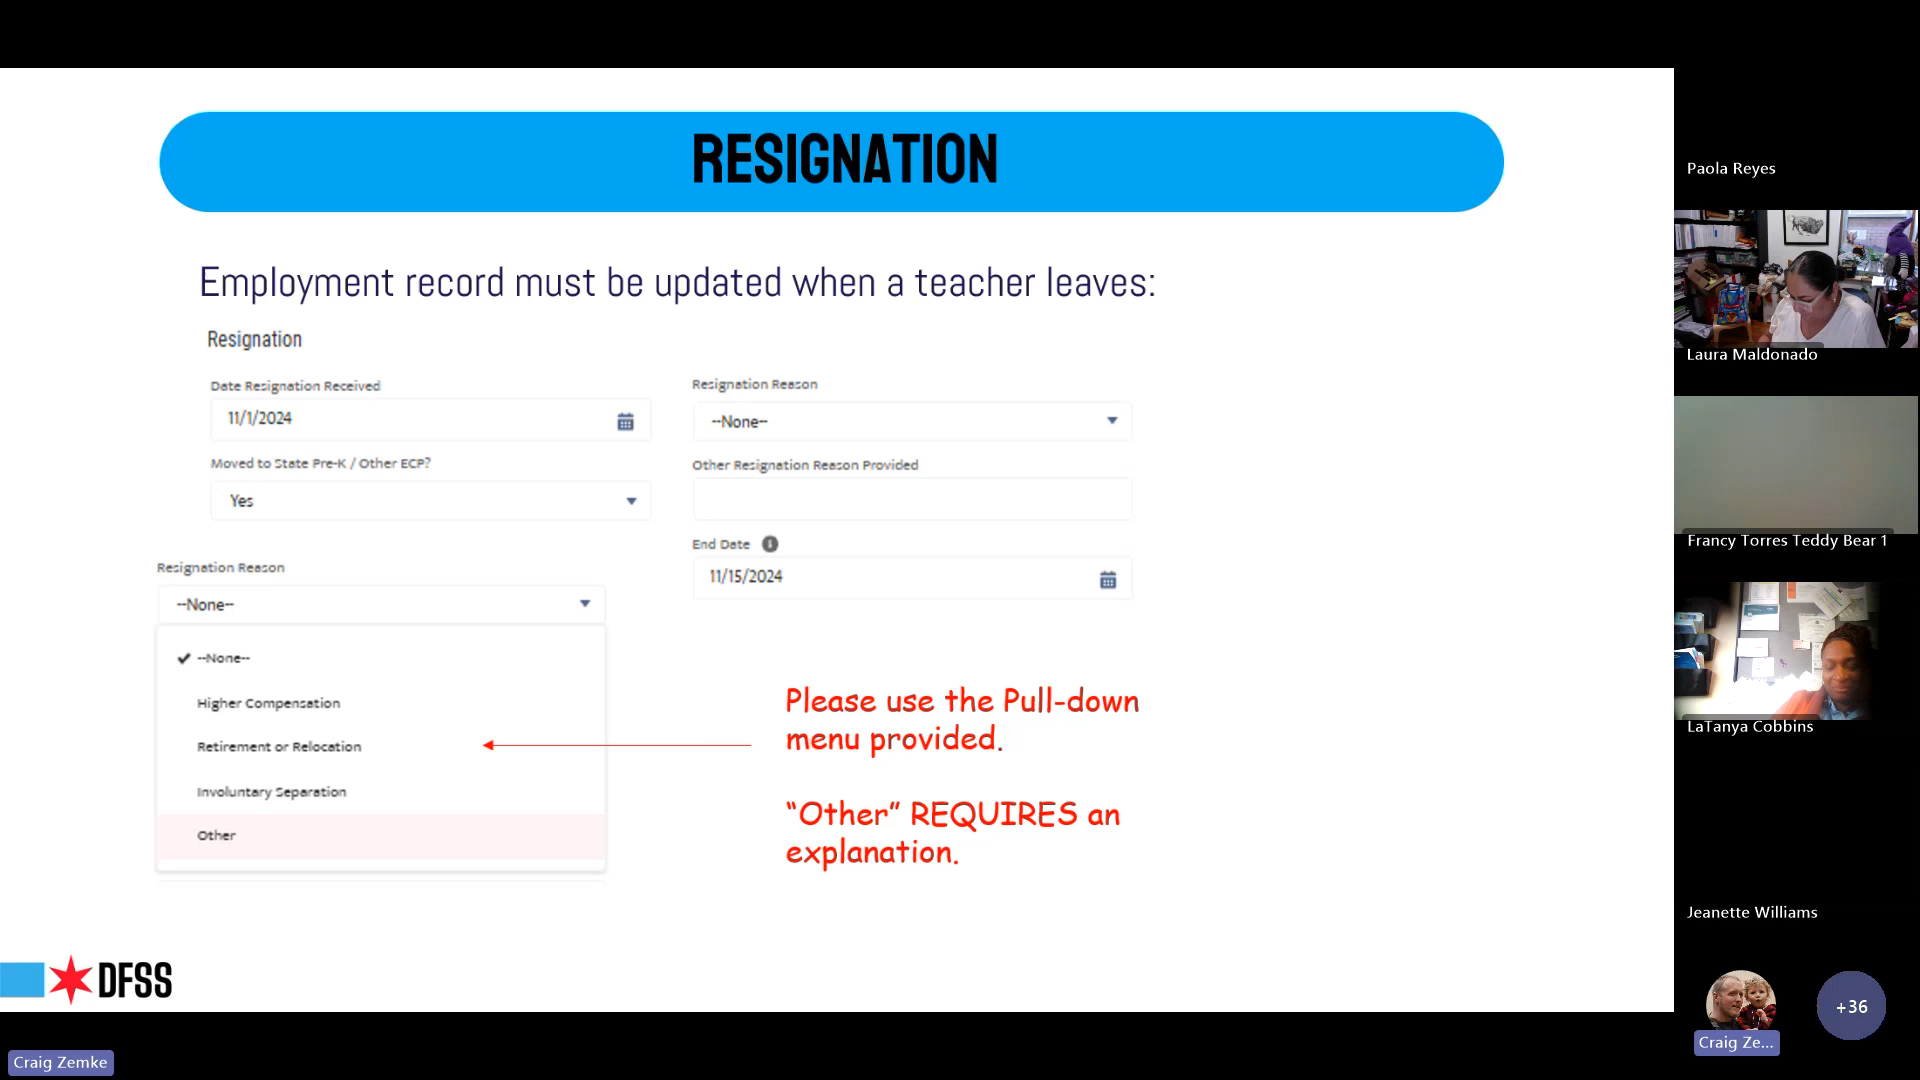 RESIGNATION
Employment record must be updated when a teacher leaves:
Resignation
Date Resignation Received
11/1/2024
Moved to State Pre-K / Other ECP?
Yes
Resignation Reason
--None--
Other Resignation Reason Provided
End Date
11/15/2024
Resignation Reason
--None--
--None--
Higher Compensation
Retirement or Relocation
Involuntary Separation
Other
Please use the Pull-down
menu provided.
“Other” REQUIRES an
explanation.
DFSS
Craig Zemke
Paola Reyes
Laura Maldonado
Francy Torres Teddy Bear 1
LaTanya Cobbins
Jeanette Williams
Craig Ze...
+36